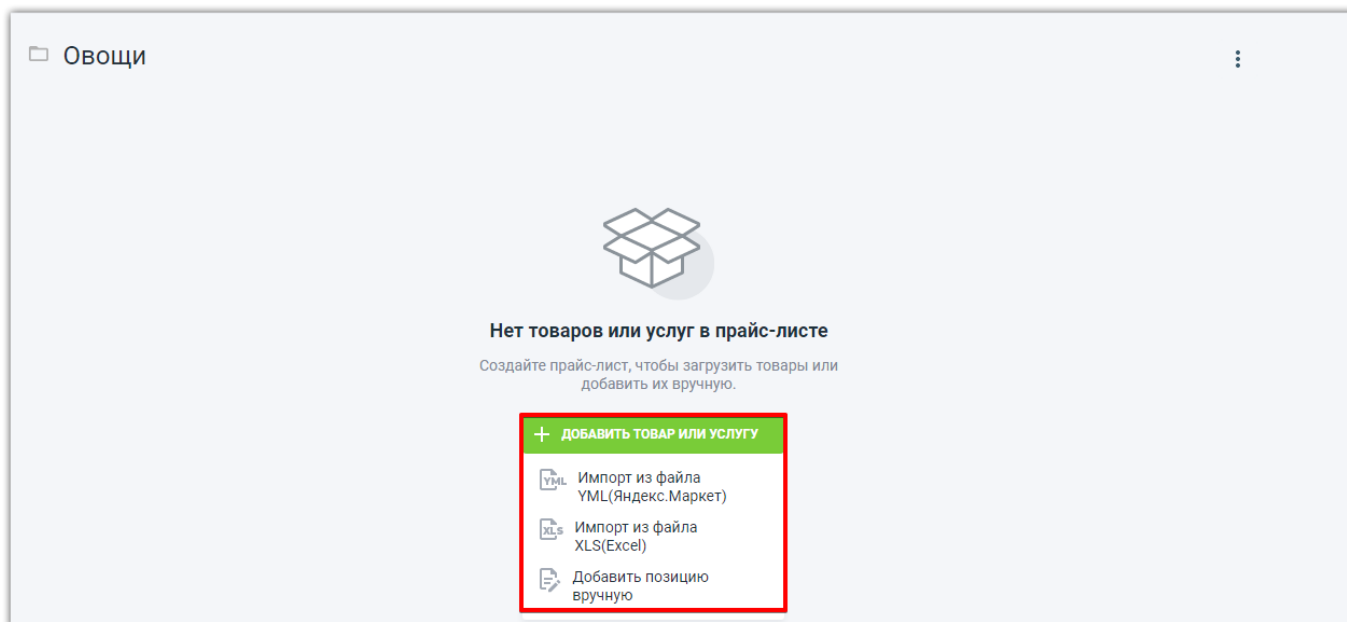 Овощи
Нет товаров или услуг в прайс-листе
Создайте прайс-лист, чтобы загрузить товары или
добавить их вручную.
+ ДОБАВИТЬ ТОВАР ИЛИ УСЛУГУ
YML Импорт из файла
YML(Яндекс.Маркет)
XLS Импорт из файла
XLS(Excel)
Добавить позицию
вручную